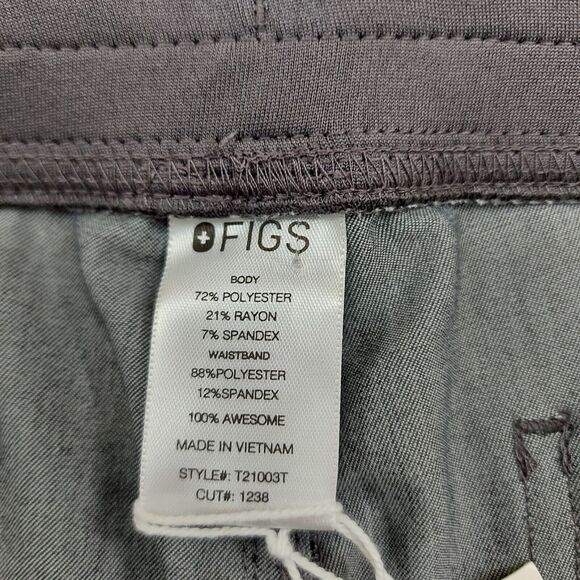 FIGS
BODY
72% POLYESTER
21% RAYON
7% SPANDEX
WAISTBAND
88%POLYESTER
12%SPANDEX
100% AWESOME
MADE IN VIETNAM
STYLE#: T21003T
CUT#: 1238